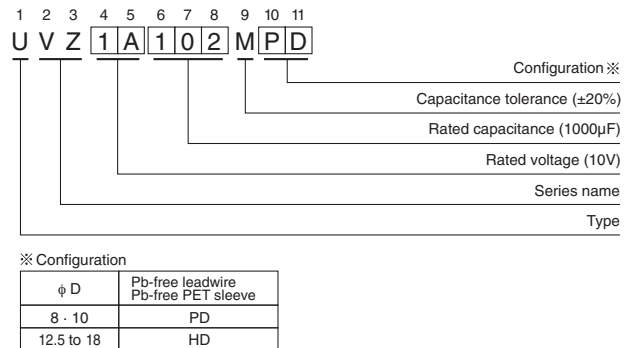 1 2 3 4 5 6 7 8 9 10 11
U V Z 1 A 1 0 2 M P D
Configuration※
Capacitance tolerance (±20%)
Rated capacitance (1000µF)
Rated voltage (10V)
Series name
Type
※Configuration
ϕ D
Pb-free leadwire
Pb-free PET sleeve
8 · 10 PD
12.5 to 18 HD